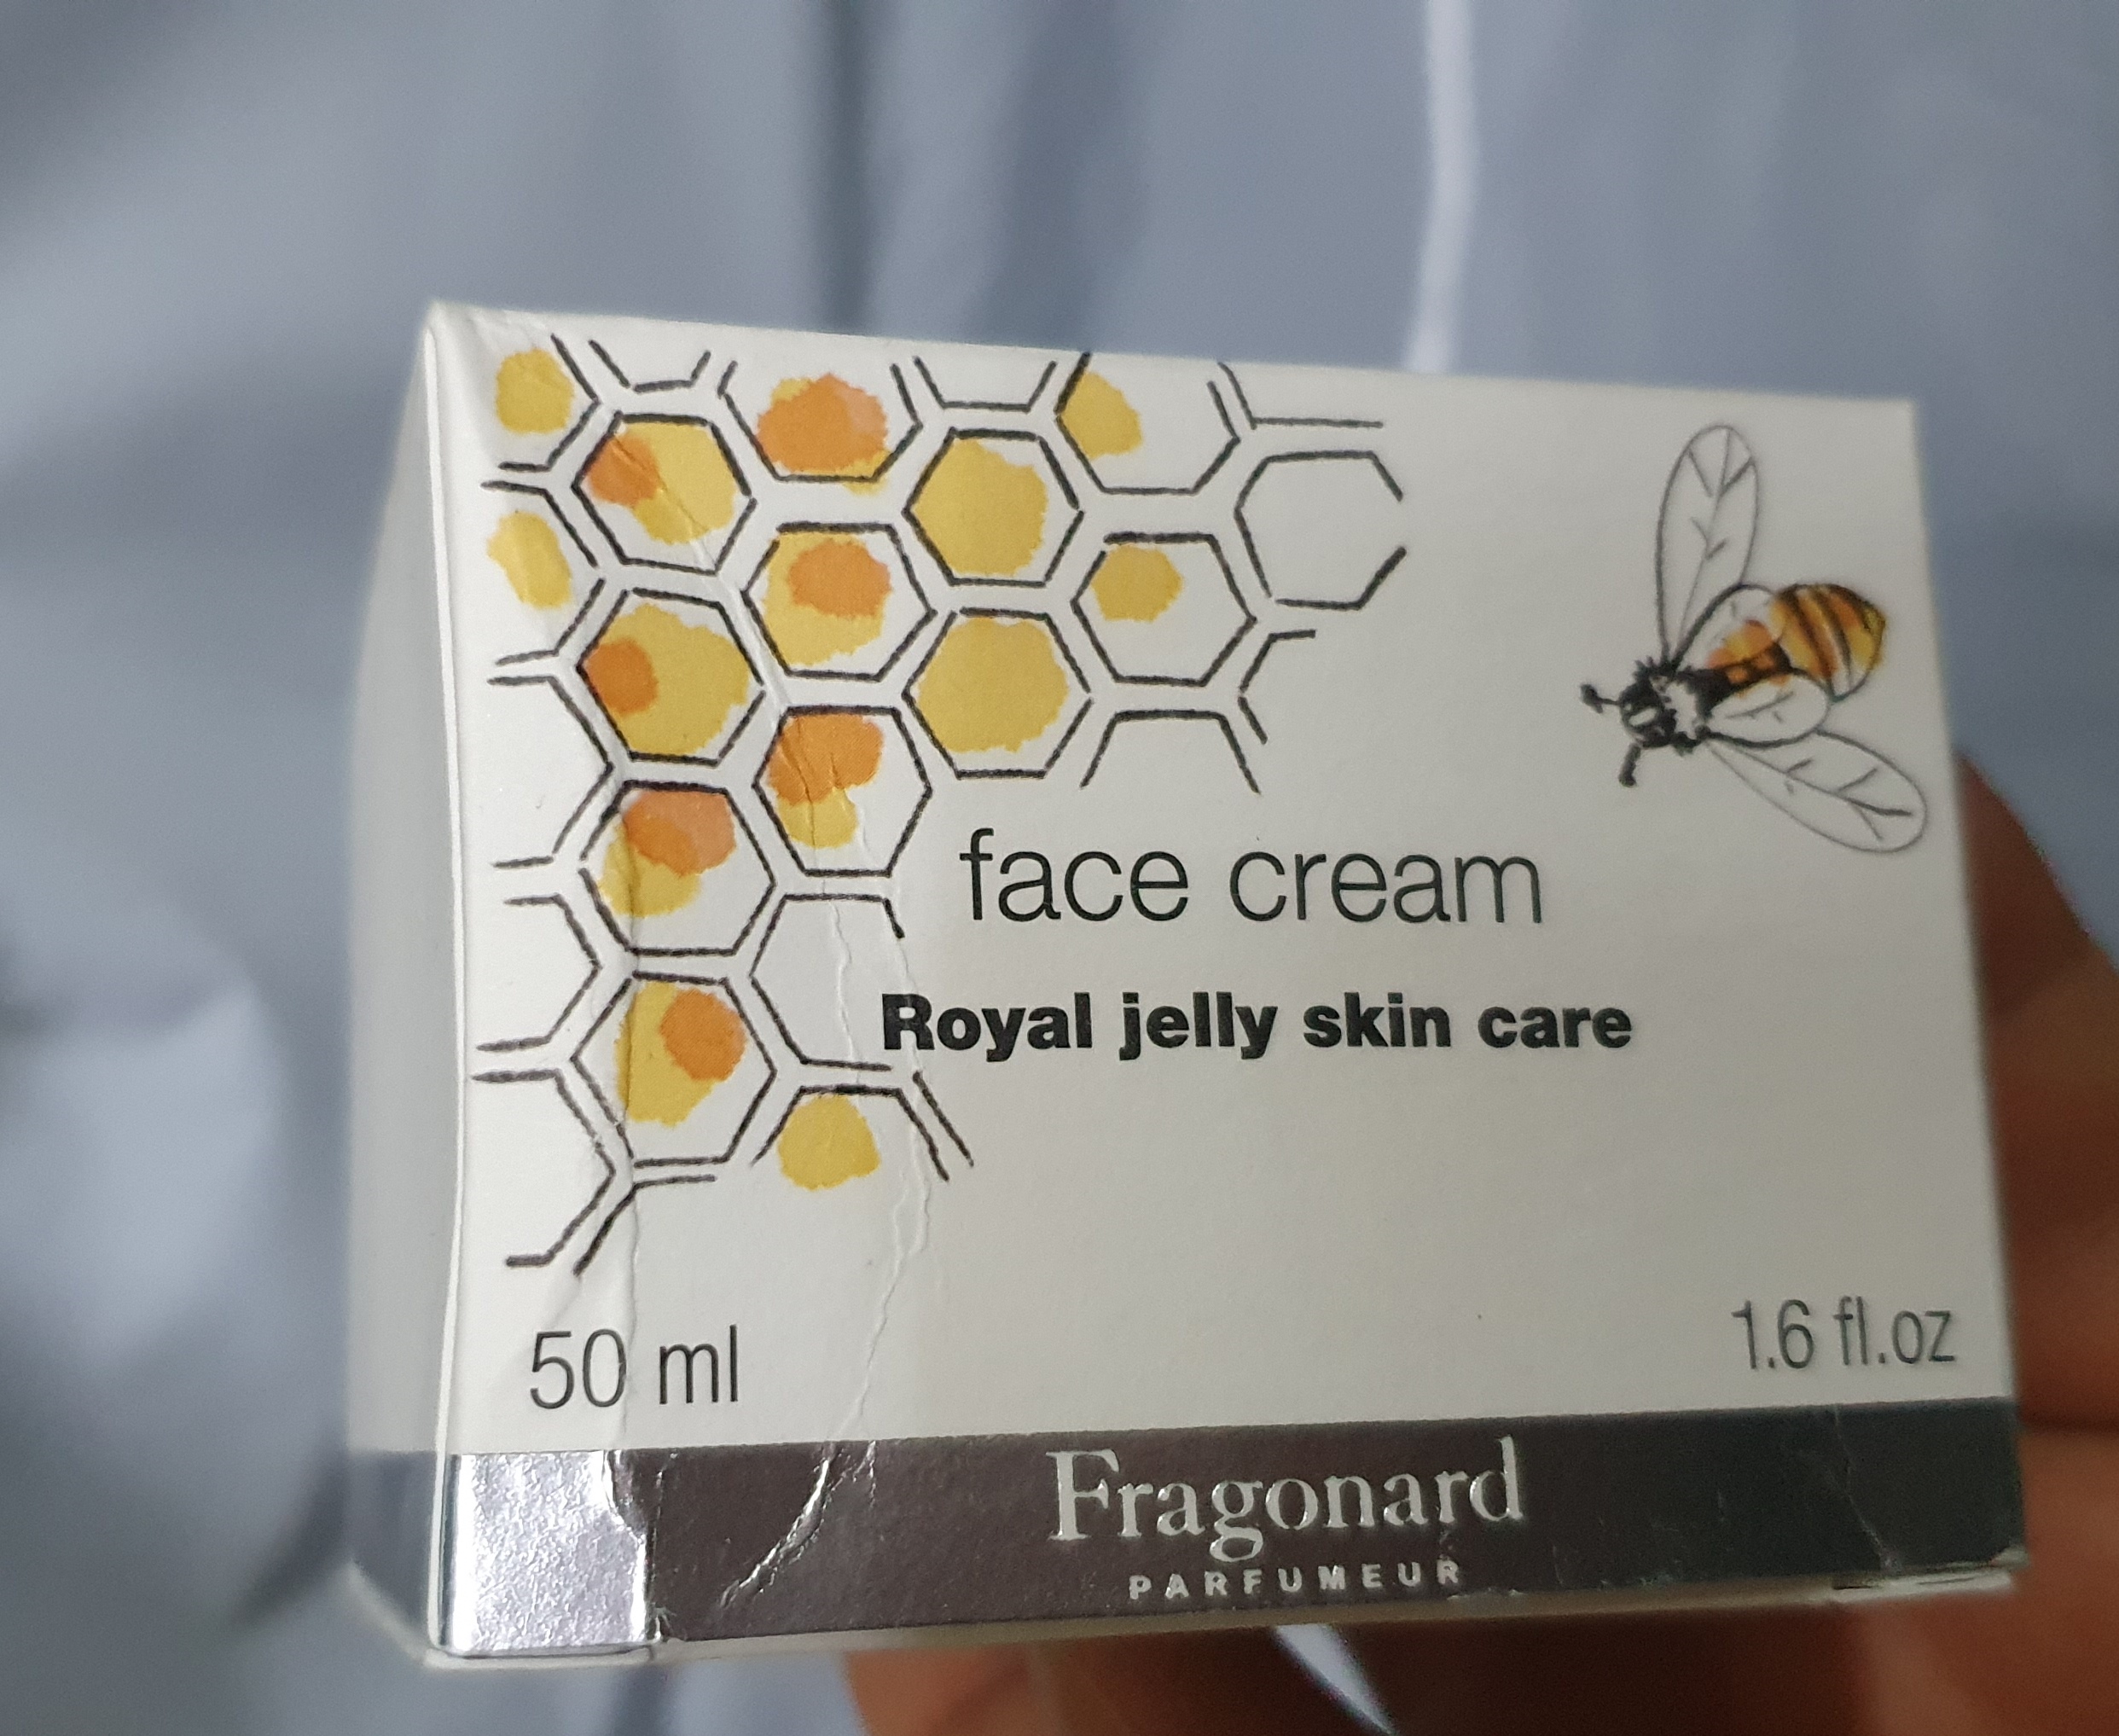 face cream
Royal jelly skin care
50 ml
1.6 fl.oz
Fragonard
PARFUMEUR